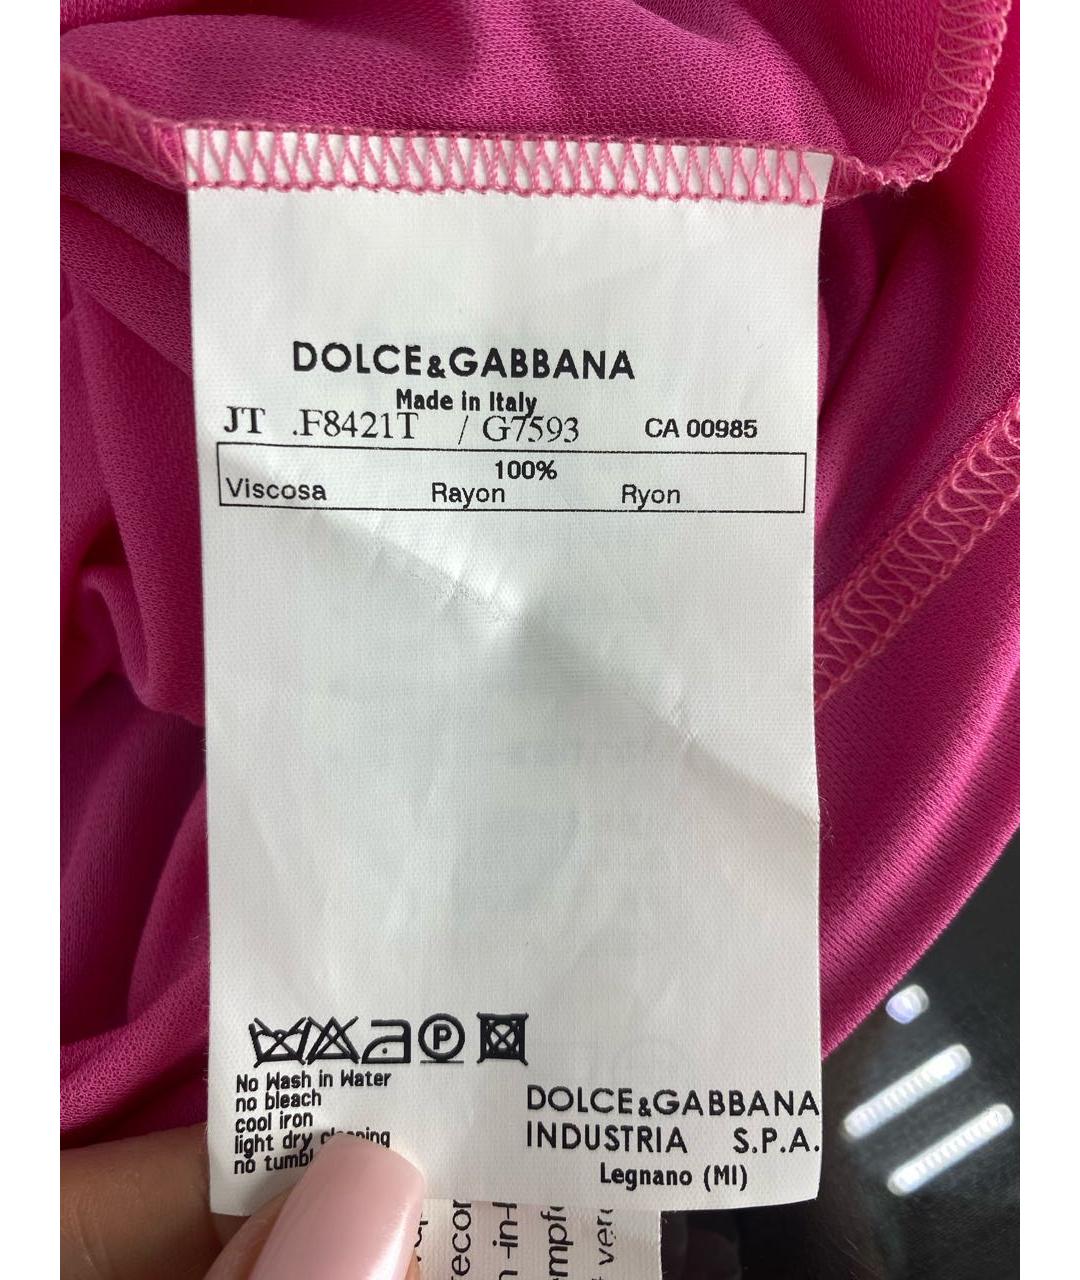 DOLCE&GABBANA
Made in Italy
JT .F8421T / G7593 CA 00985
100%
Viscosa Rayon Ryon
P
No Wash in Water
no bleach
cool iron
light dry cleaning
no
DOLCE&GABBANA
INDUSTRIA S.P.A.
Legnano (MI)